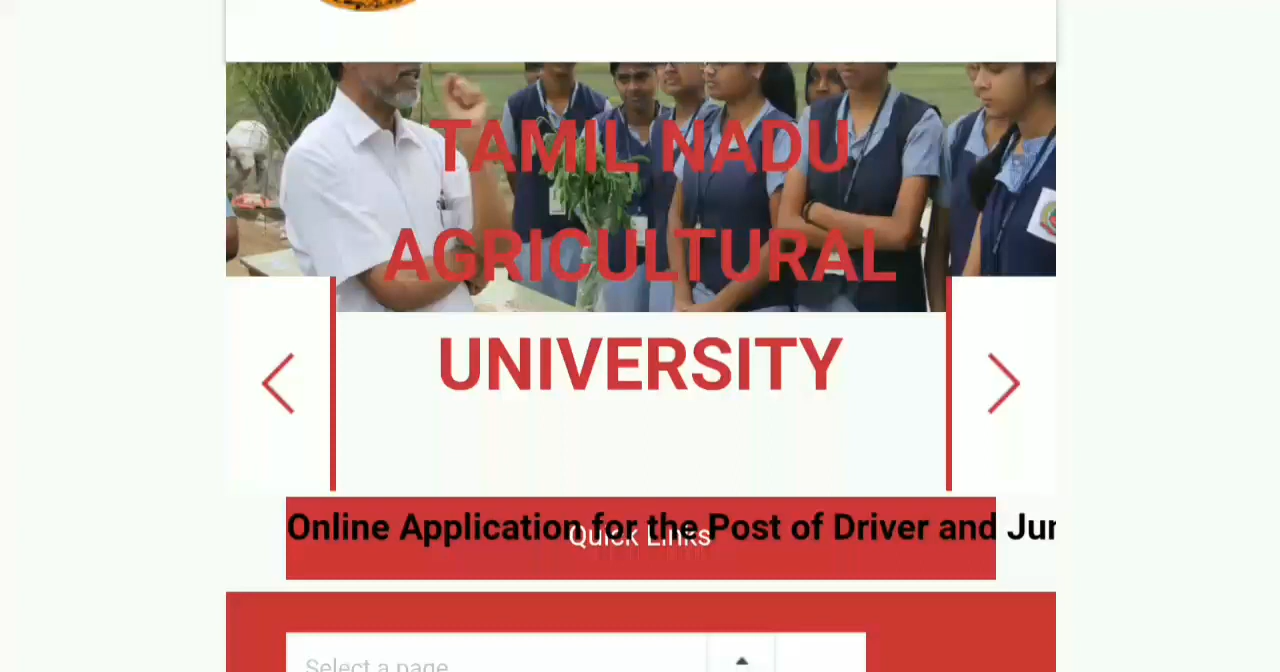 TAMIL NADU
AGRICULTURAL
UNIVERSITY
Online Application for the Post of Driver and Jur
Quick Links
Select a page